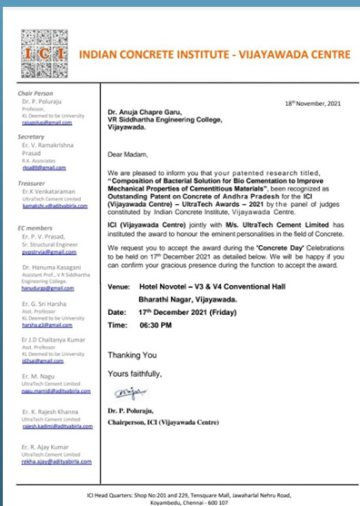 ICI
INDIAN CONCRETE INSTITUTE - VIJAYAWADA CENTRE
Chair Person
Dr. P. Poluraju
Professor,
KL Deemed to be University
Secretary
Er. V. Ramakrishna
Prasad
R.K. Associates
Treasurer
Er.K Venkataraman
UltraTech Cement Limited
EC members
Er. P. V. Prasad,
Sr. Structural Engineer
Dr. Hanuma Kasagani
Assistant Prof., V R Siddhartha
Engineering College.
Er. G. Sri Harsha
Asst. Professor
KL Deemed to be University
Er J.D Chaitanya Kumar
Asst. Professor
KL Deemed to be University
Er. M. Nagu
UltraTech Cement Limited
Er. K. Rajesh Khanna
UltraTech Cement Limited
Er. R. Ajay Kumar
UltraTech Cement Limited
rekha.ajay@adityabirla.com
18th November, 2021
Dr. Anuja Chapre Garu,
VR Siddhartha Engineering College,
Vijayawada.
Dear Madam,
We are pleased to inform you that your patented research titled,
"Composition of Bacterial Solution for Bio Cementation to Improve
Mechanical Properties of Cementitious Materials", been recognized as
Outstanding Patent on Concrete of Andhra Pradesh for the ICI
(Vijayawada Centre) – UltraTech Awards – 2021 by the panel of judges
constituted by Indian Concrete Institute, Vijayawada Centre.
ICI (Vijayawada Centre) jointly with M/s. UltraTech Cement Limited has
instituted the award to honour the eminent personalities in the field of Concrete.
We request you to accept the award during the 'Concrete Day' Celebrations
to be held on 17th December 2021 as detailed below. We will be happy if you
can confirm your gracious presence during the function to accept the award.
Venue: Hotel Novotel – V3 & V4 Conventional Hall
Bharathi Nagar, Vijayawada.
Date: 17th December 2021 (Friday)
Time: 06:30 PM
Thanking You
Yours faithfully,
Dr. P. Poluraju,
Chairperson, ICI (Vijayawada Centre)
ICI Head Quarters: Shop No:201 and 229, Tensquare Mall, Jawaharlal Nehru Road,
Koyambedu, Chennai - 600 107